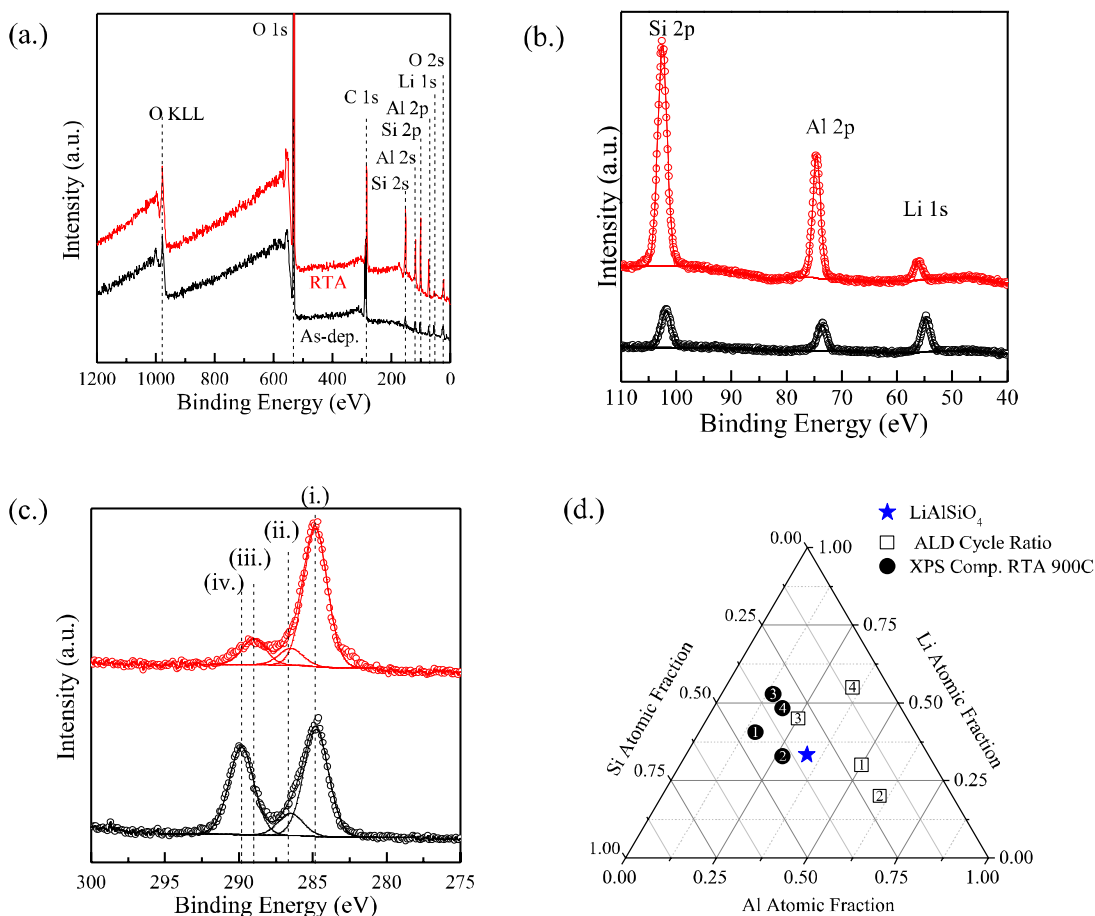 (a.)
O 1s
O 2s
Li 1s
C 1s
Al 2p
O KLL
Si 2p
Al 2s
Si 2s
RTA
As-dep.
Intensity (a.u.)
1200 1000 800 600 400 200 0
Binding Energy (eV)
(b.)
Si 2p
Al 2p
Li 1s
Intensity (a.u.)
110 100 90 80 70 60 50 40
Binding Energy (eV)
(c.)
(i.)
(ii.)
(iii.)
(iv.)
Intensity (a.u.)
300 295 290 285 280 275
Binding Energy (eV)
(d.)
LiAlSiO4
ALD Cycle Ratio
XPS Comp. RTA 900C
0.00 1.00
0.25 0.75
0.50 0.50
0.75 0.25
1.00 0.00
Si Atomic Fraction
Li Atomic Fraction
3 4 4
3
1
2 1
2
0.00 0.25 0.50 0.75 1.00
Al Atomic Fraction